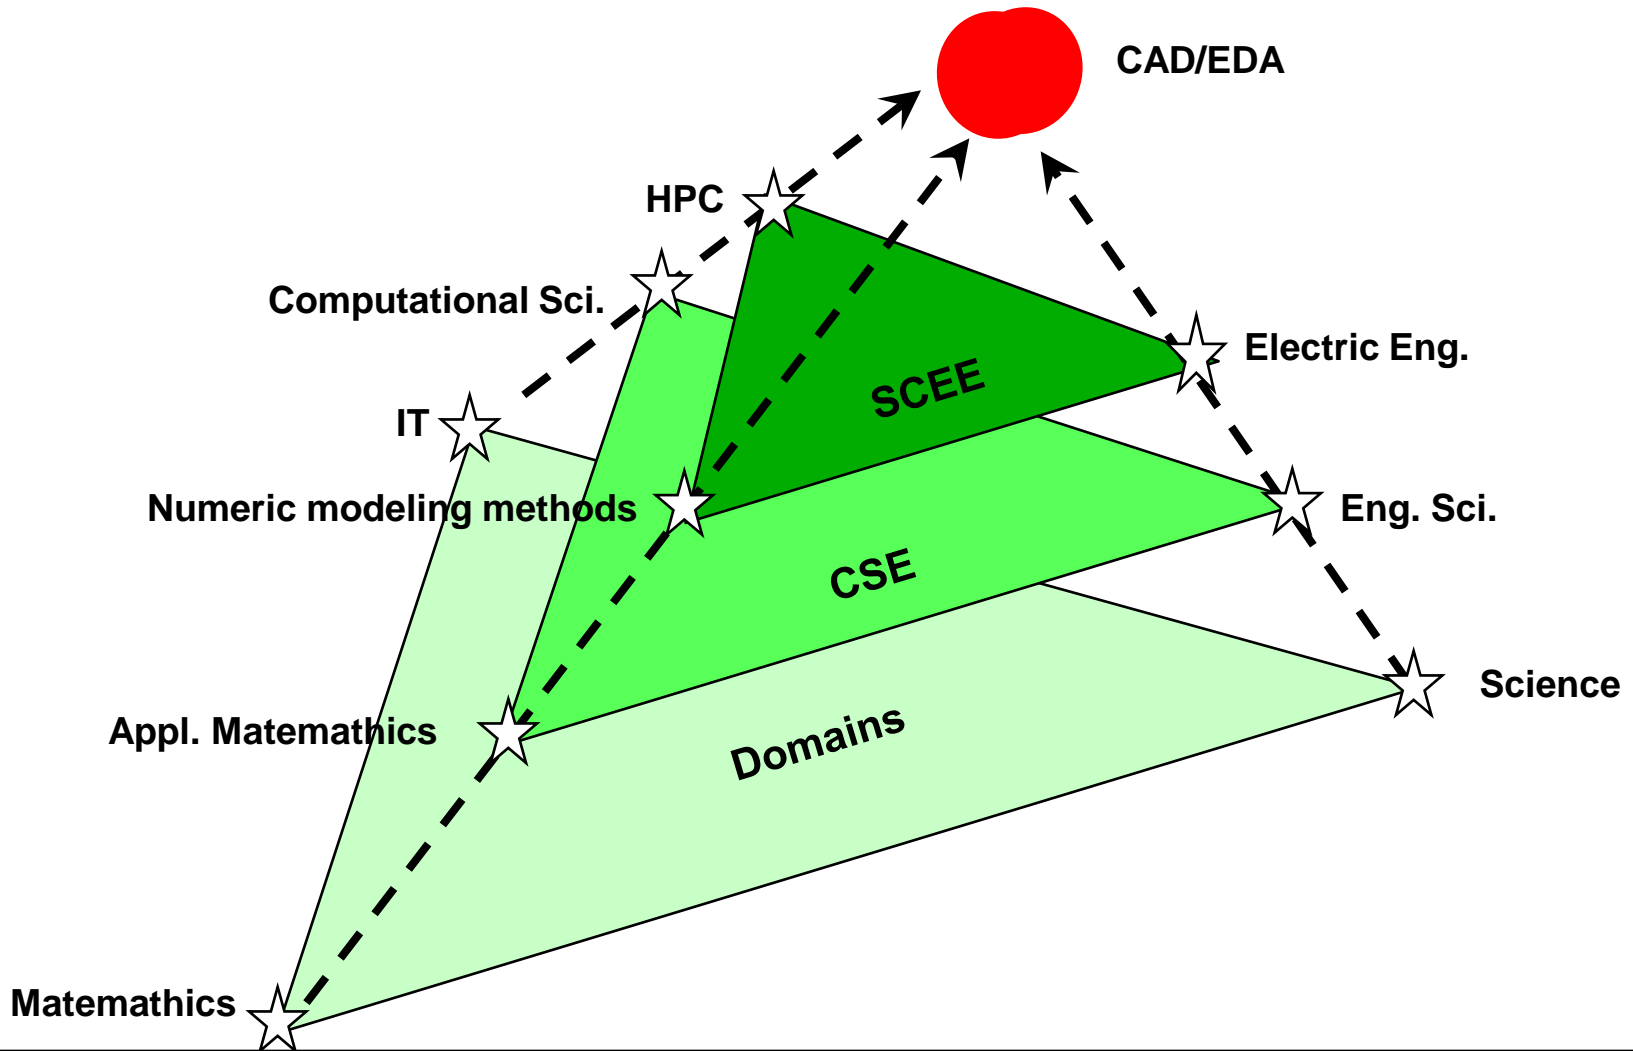 CAD/EDA
HPC
Computational Sci.
Electric Eng.
SCEE
IT
Numeric modeling methods
Eng. Sci.
CSE
Science
Appl. Matemathics
Domains
Matemathics